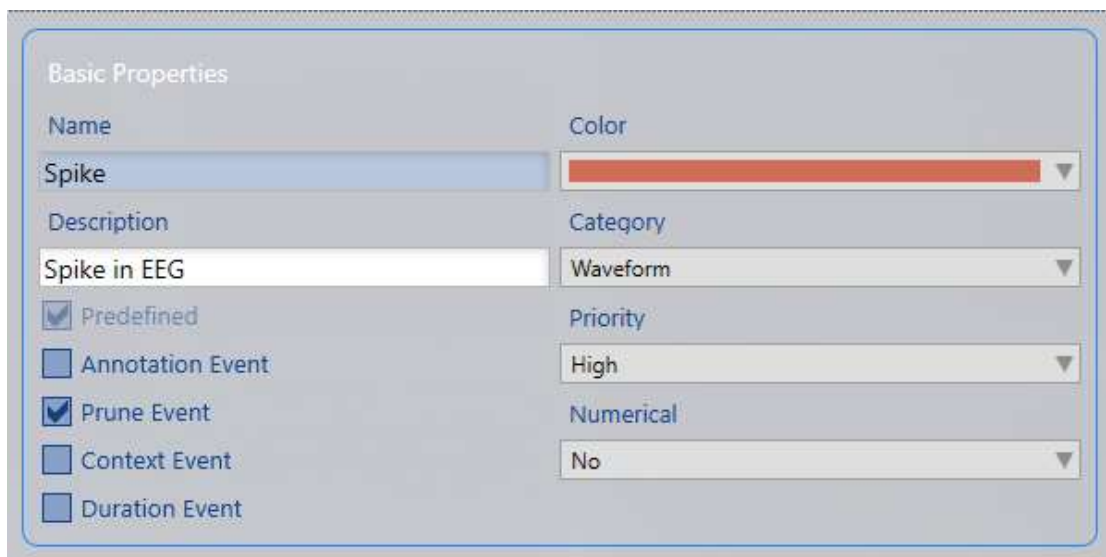 Basic Properties
Name
Color
Spike
Description
Category
Spike in EEG
Waveform
Predefined
Priority
Annotation Event
High
Prune Event
Numerical
Context Event
No
Duration Event